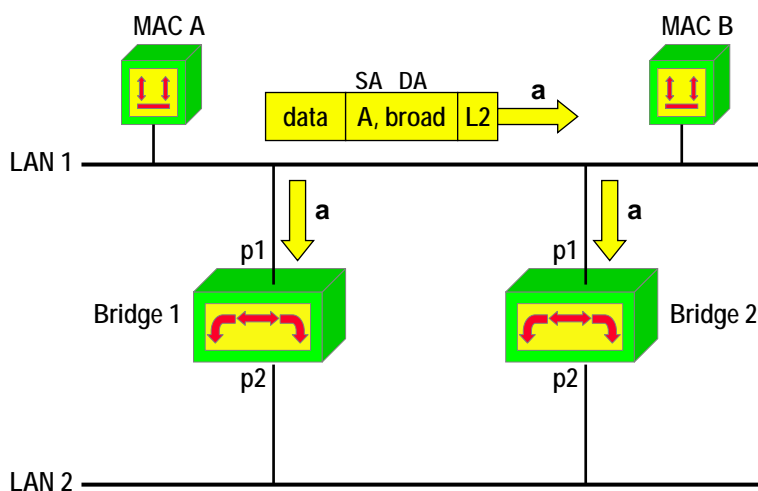 MAC A
MAC B
SA DA
data
A, broad
L2
a
LAN 1
a
a
p1
p1
Bridge 1
Bridge 2
p2
p2
LAN 2